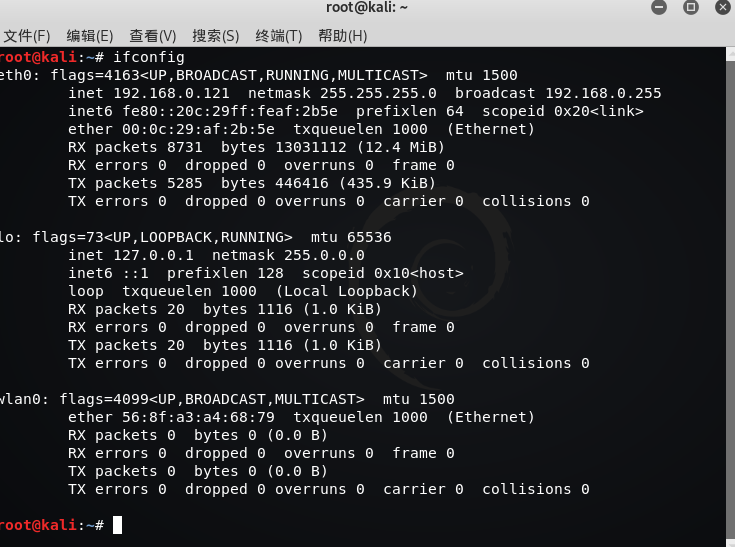 root@kali: ~
文件(F) 编辑(E) 查看(V) 搜索(S) 终端(T) 帮助(H)
root@kali:~# ifconfig
eth0: flags=4163<UP,BROADCAST,RUNNING,MULTICAST>  mtu 1500
        inet 192.168.0.121  netmask 255.255.255.0  broadcast 192.168.0.255
        inet6 fe80::20c:29ff:feaf:2b5e  prefixlen 64  scopeid 0x20<link>
        ether 00:0c:29:af:2b:5e  txqueuelen 1000  (Ethernet)
        RX packets 8731  bytes 13031112 (12.4 MiB)
        RX errors 0  dropped 0  overruns 0  frame 0
        TX packets 5285  bytes 446416 (435.9 KiB)
        TX errors 0  dropped 0 overruns 0  carrier 0  collisions 0

lo: flags=73<UP,LOOPBACK,RUNNING>  mtu 65536
        inet 127.0.0.1  netmask 255.0.0.0
        inet6 ::1  prefixlen 128  scopeid 0x10<host>
        loop  txqueuelen 1000  (Local Loopback)
        RX packets 20  bytes 1116 (1.0 KiB)
        RX errors 0  dropped 0  overruns 0  frame 0
        TX packets 20  bytes 1116 (1.0 KiB)
        TX errors 0  dropped 0 overruns 0  carrier 0  collisions 0

wlan0: flags=4099<UP,BROADCAST,MULTICAST>  mtu 1500
        ether 56:8f:a3:a4:68:79  txqueuelen 1000  (Ethernet)
        RX packets 0  bytes 0 (0.0 B)
        RX errors 0  dropped 0  overruns 0  frame 0
        TX packets 0  bytes 0 (0.0 B)
        TX errors 0  dropped 0 overruns 0  carrier 0  collisions 0

root@kali:~#